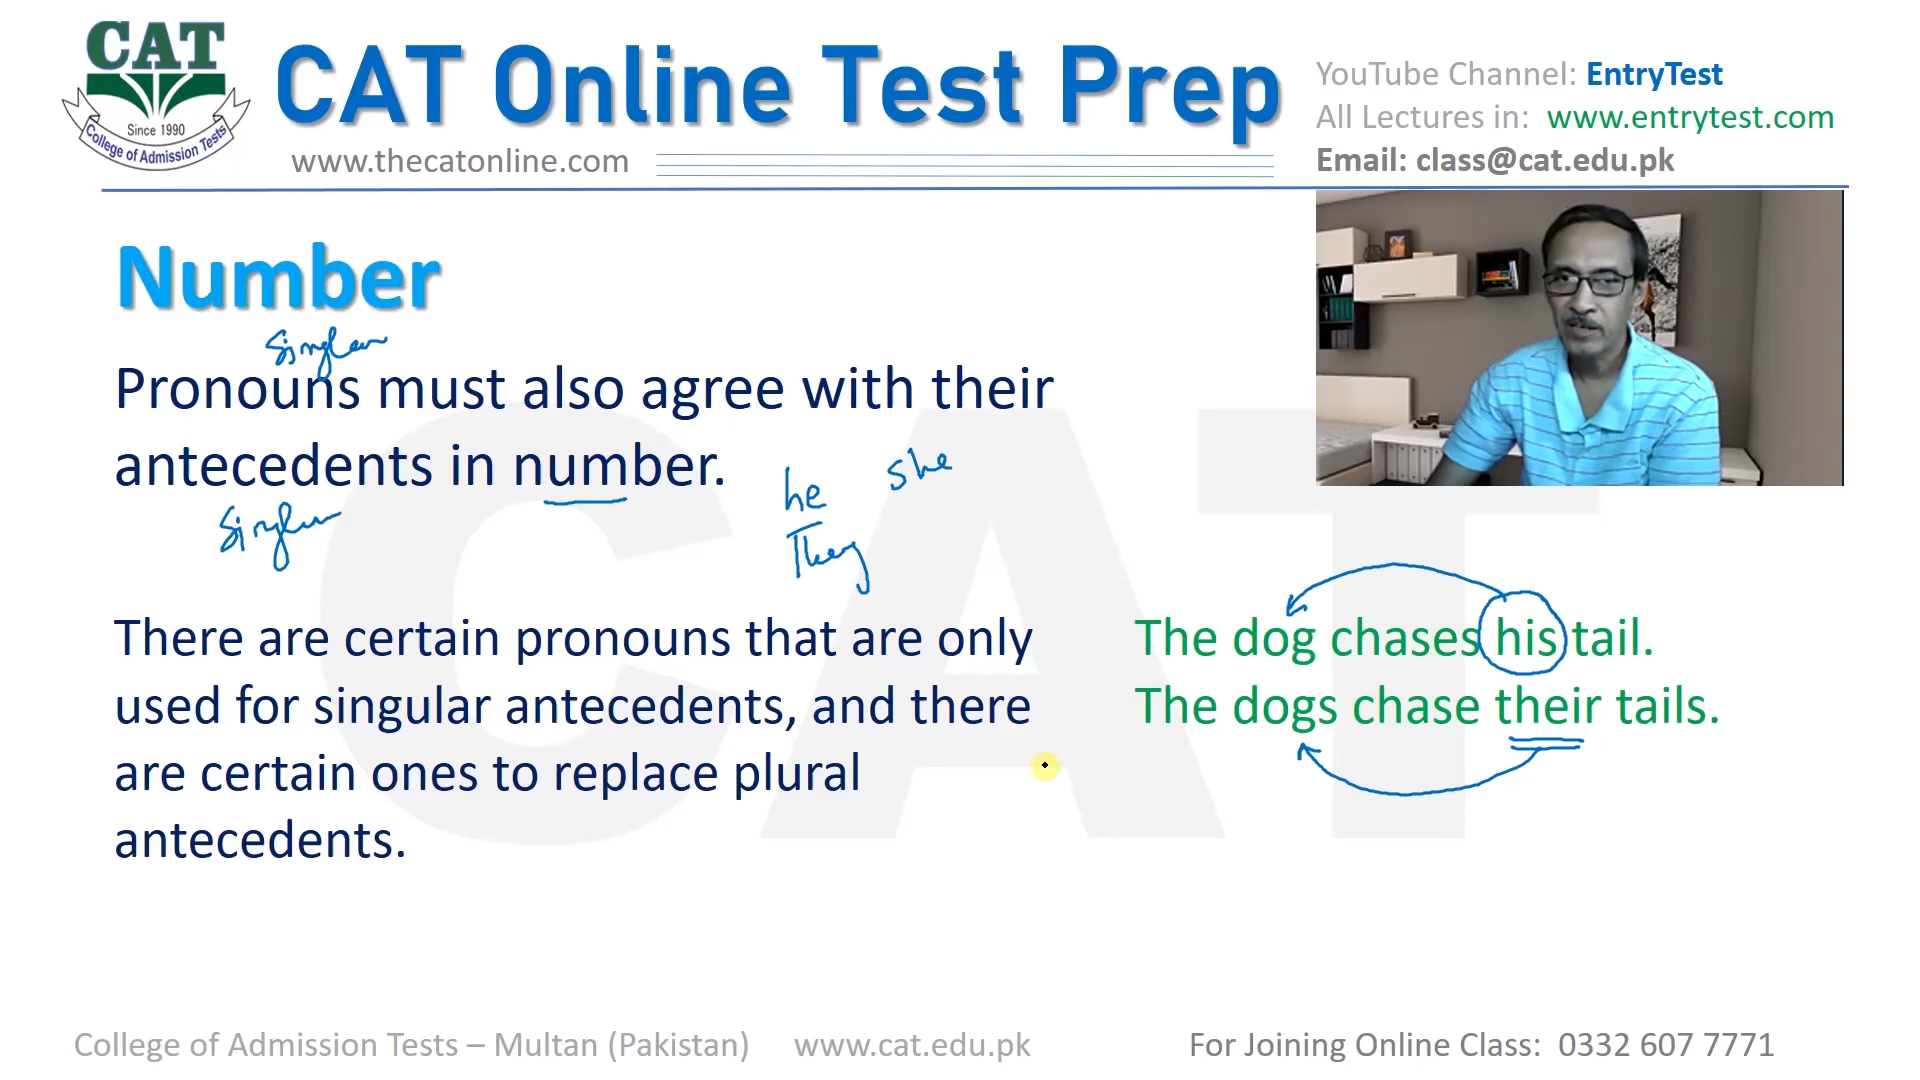 CAT
Since 1990
College of Admission Tests
CAT Online Test Prep
www.thecatonline.com
YouTube Channel: EntryTest
All Lectures in: www.entrytest.com
Email: class@cat.edu.pk
Number
Singular
Pronouns must also agree with their
antecedents in number.
Singular
he she
They
There are certain pronouns that are only
used for singular antecedents, and there
are certain ones to replace plural
antecedents.
The dog chases his tail.
The dogs chase their tails.
CAT
College of Admission Tests – Multan (Pakistan) www.cat.edu.pk
For Joining Online Class: 0332 607 7771